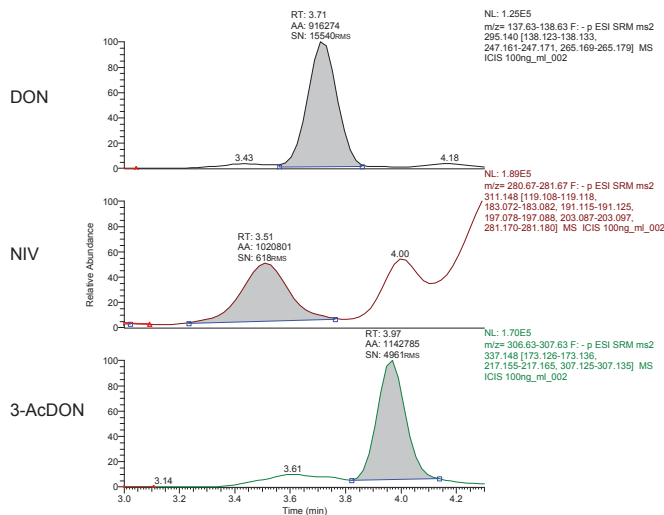 NL: 1.25E5
m/z= 137.63-138.63 F: - p ESI SRM ms2
295.140 [138.123-138.133,
247.161-247.171, 265.169-265.179] MS
ICIS 100ng_ml_002
RT: 3.71
AA: 916274
SN: 15540RMS
DON
100
80
60
40
20
0
3.43
4.18
NL: 1.89E5
m/z= 280.67-281.67 F: - p ESI SRM ms2
311.148 [119.108-119.118,
183.072-183.082, 191.115-191.125,
197.078-197.088, 203.087-203.097,
281.170-281.180] MS ICIS 100ng_ml_002
RT: 3.51
AA: 1020801
SN: 618RMS
NIV
Relative Abundance
100
80
60
40
20
0
4.00
NL: 1.70E5
m/z= 306.63-307.63 F: - p ESI SRM ms2
337.148 [173.126-173.136,
217.155-217.165, 307.125-307.135] MS
ICIS 100ng_ml_002
RT: 3.97
AA: 1142785
SN: 4961RMS
3-AcDON
100
80
60
40
20
0
3.14
3.61
3.0 3.2 3.4 3.6 3.8 4.0 4.2
Time (min)